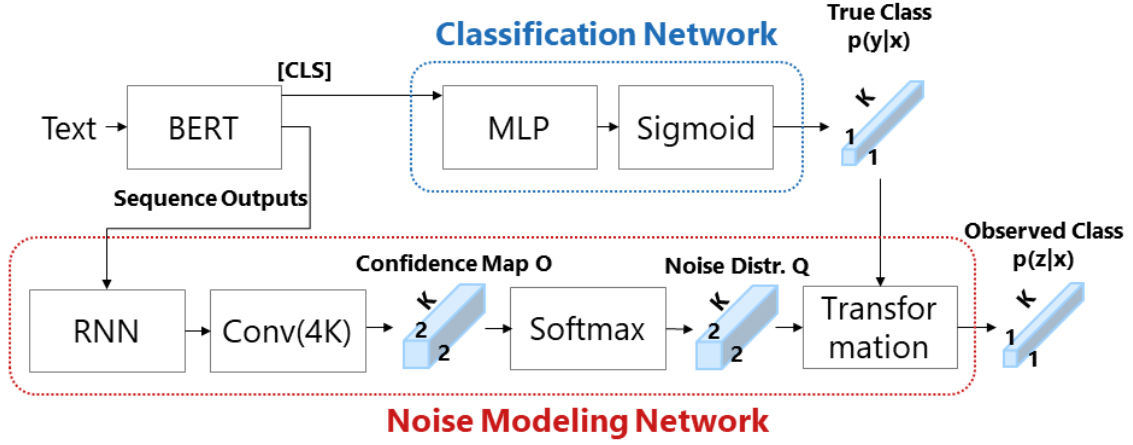 Classification Network
True Class
p(y|x)
[CLS]
Text
BERT
MLP
Sigmoid
K
1
1
Sequence Outputs
Observed Class
p(z|x)
Confidence Map O
Noise Distr. Q
RNN
Conv(4K)
K
2
2
Softmax
K
2
2
Transfor
mation
K
1
1
Noise Modeling Network